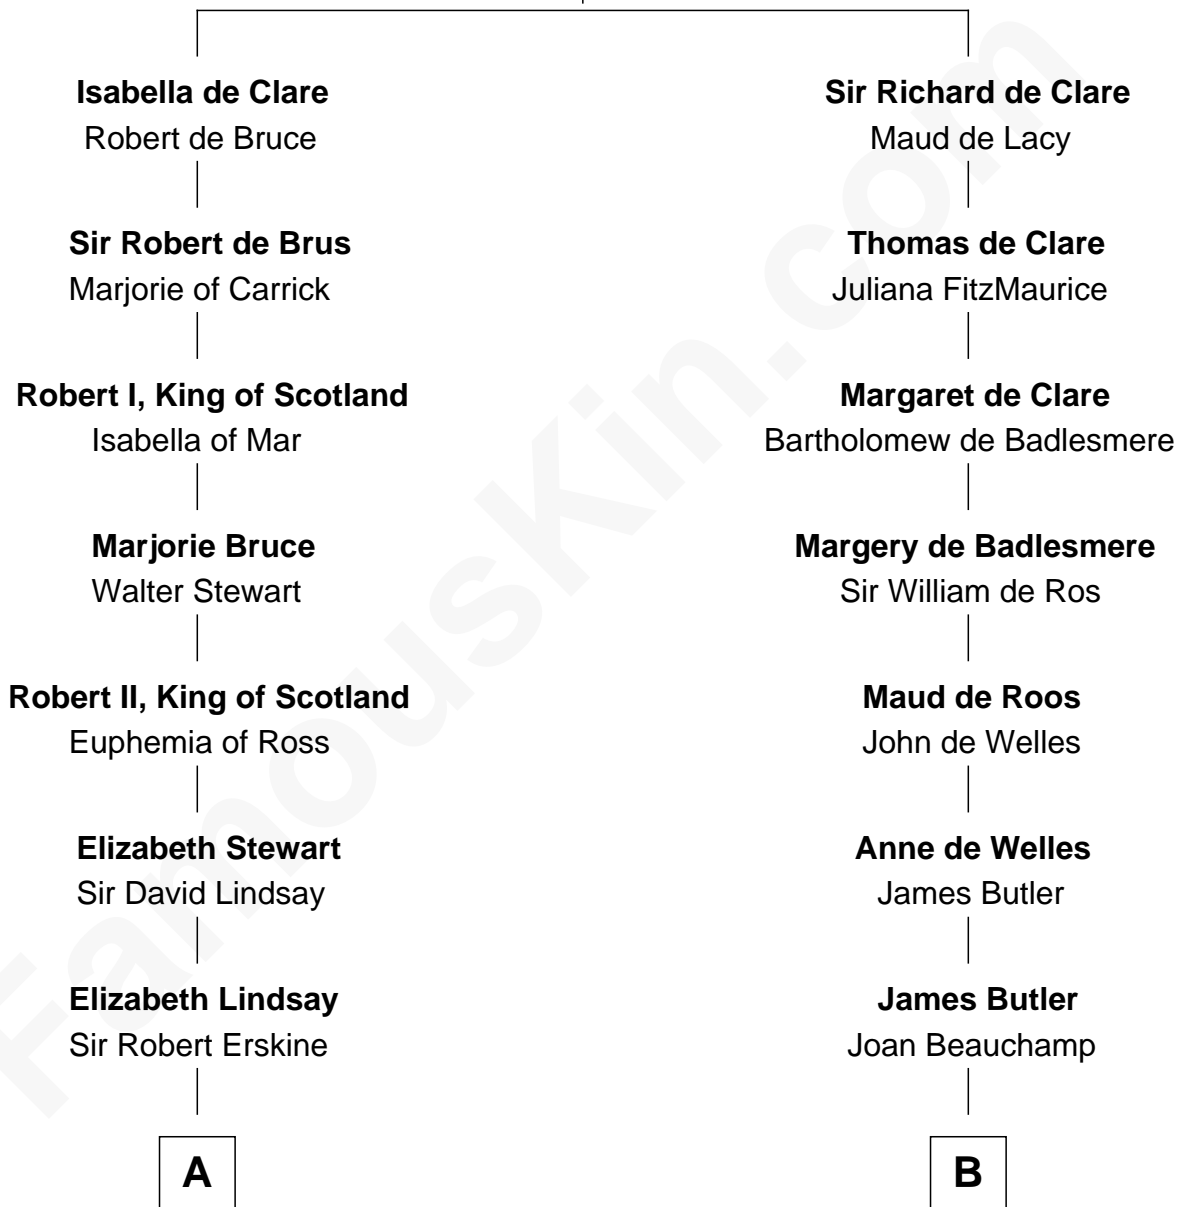 Isabella de Clare
Robert de Bruce
Sir Robert de Brus
Marjorie of Carrick
Robert I, King of Scotland
Isabella of Mar
Marjorie Bruce
Walter Stewart
Robert II, King of Scotland
Euphemia of Ross
Elizabeth Stewart
Sir David Lindsay
Elizabeth Lindsay
Sir Robert Erskine
A
Sir Richard de Clare
Maud de Lacy
Thomas de Clare
Juliana FitzMaurice
Margaret de Clare
Bartholomew de Badlesmere
Margery de Badlesmere
Sir William de Ros
Maud de Roos
John de Welles
Anne de Welles
James Butler
James Butler
Joan Beauchamp
B
FamousKin.com